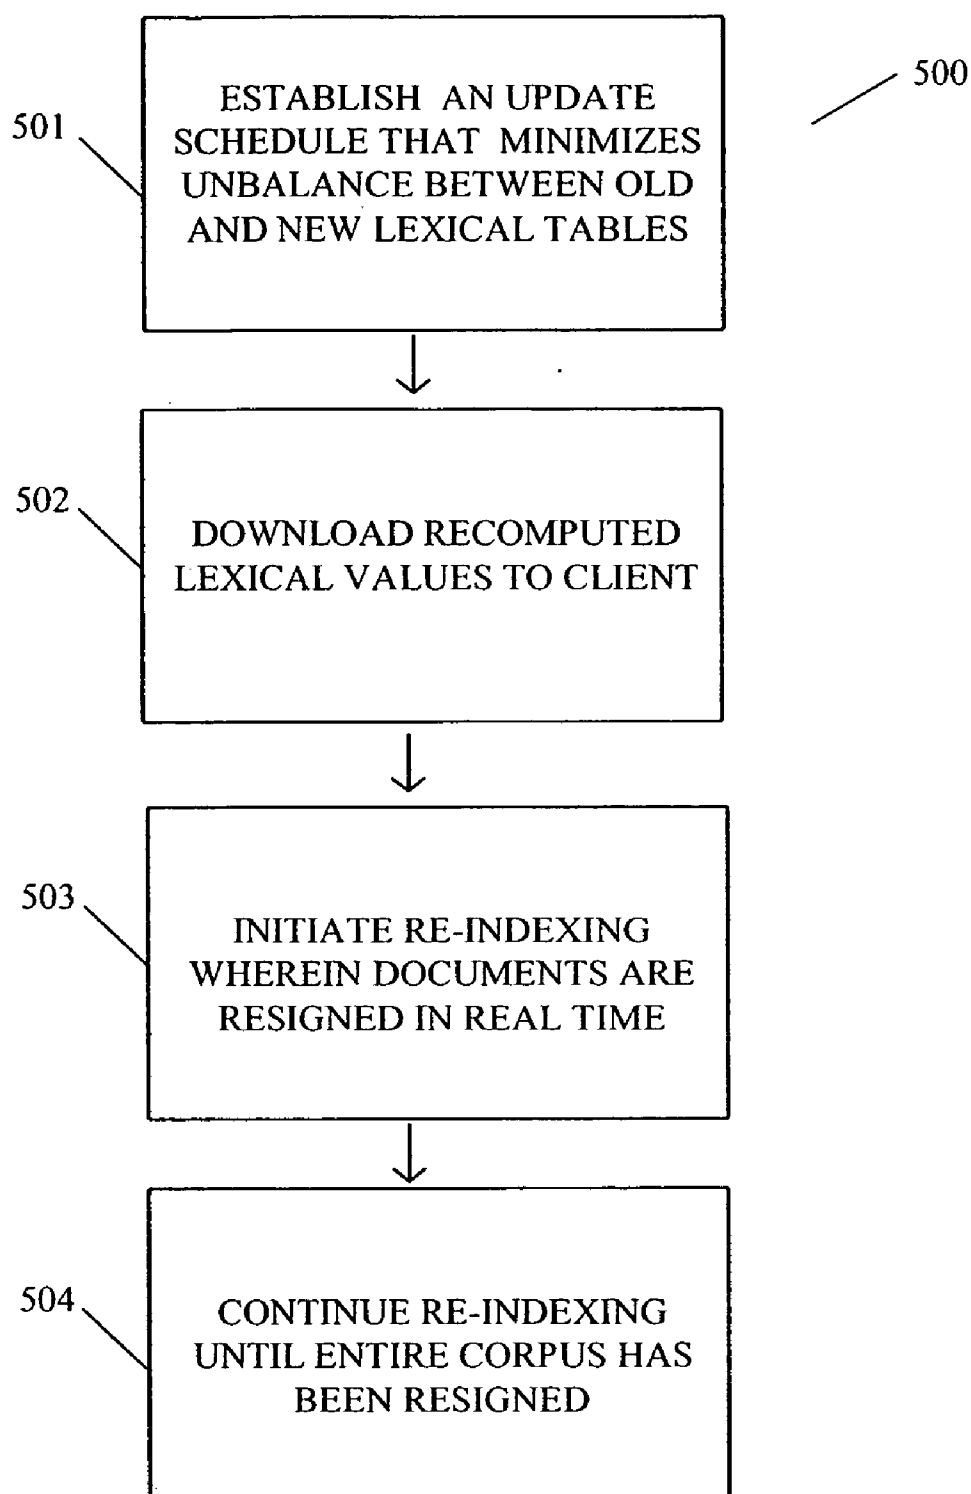 500
501
ESTABLISH AN UPDATE
SCHEDULE THAT MINIMIZES
UNBALANCE BETWEEN OLD
AND NEW LEXICAL TABLES
502
DOWNLOAD RECOMPUTED
LEXICAL VALUES TO CLIENT
503
INITIATE RE-INDEXING
WHEREIN DOCUMENTS ARE
RESIGNED IN REAL TIME
504
CONTINUE RE-INDEXING
UNTIL ENTIRE CORPUS HAS
BEEN RESIGNED